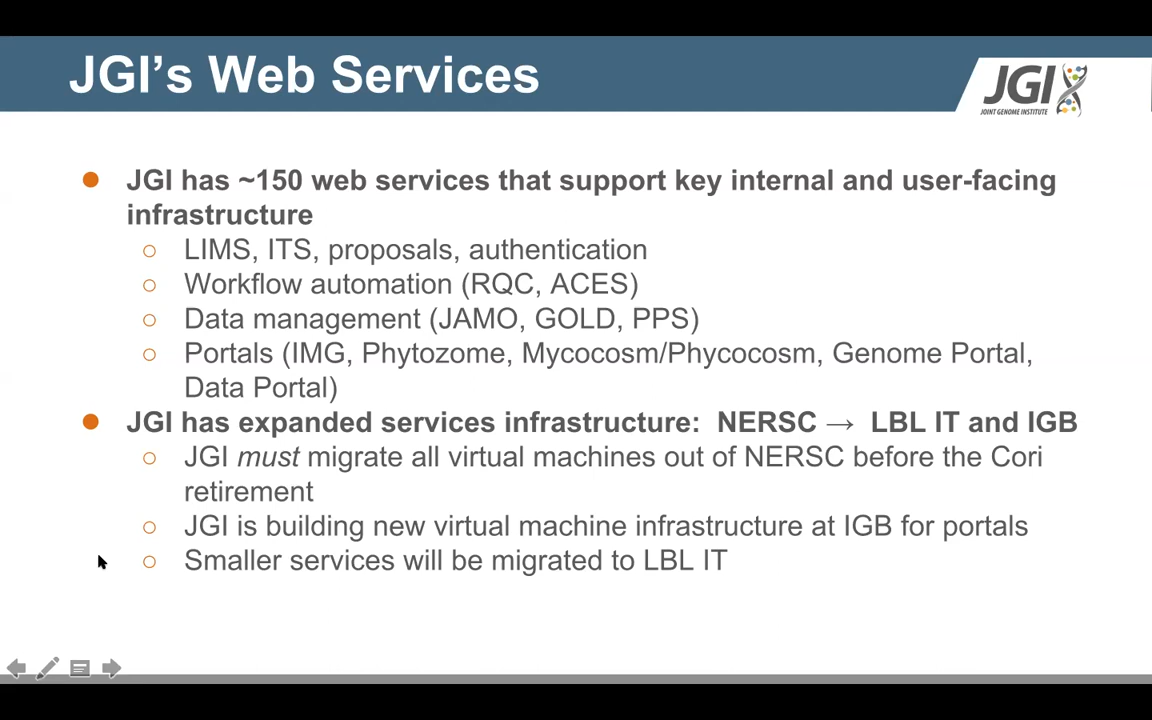 JGI’s Web Services
JGI
JOINT GENOME INSTITUTE
● JGI has ~150 web services that support key internal and user-facing
infrastructure
○ LIMS, ITS, proposals, authentication
○ Workflow automation (RQC, ACES)
○ Data management (JAMO, GOLD, PPS)
○ Portals (IMG, Phytozome, Mycocosm/Phycocosm, Genome Portal,
Data Portal)
● JGI has expanded services infrastructure: NERSC → LBL IT and IGB
○ JGI must migrate all virtual machines out of NERSC before the Cori
retirement
○ JGI is building new virtual machine infrastructure at IGB for portals
○ Smaller services will be migrated to LBL IT